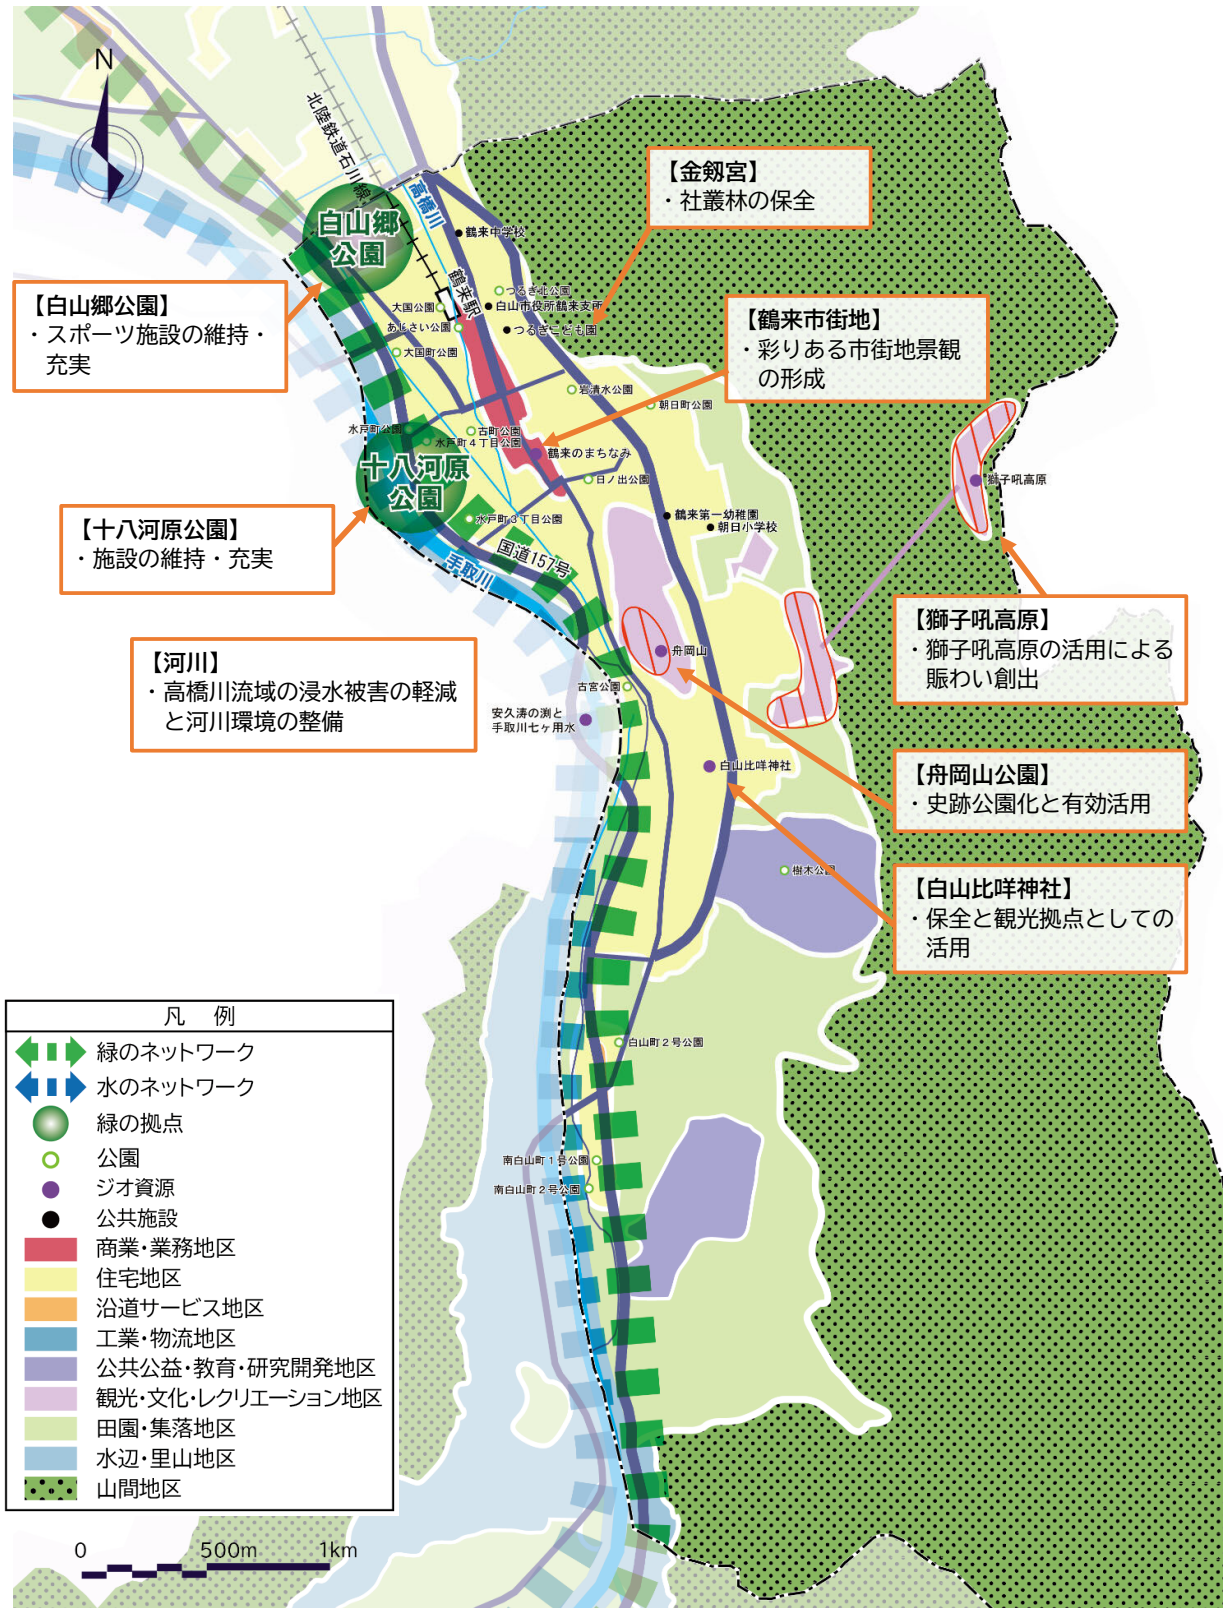 N
北陸鉄道石川線
高橋川
白山郷
公園
鶴来中学校
【金剱宮】
・社叢林の保全
【白山郷公園】
・スポーツ施設の維持・
充実
鶴来駅
つるぎ北公園
白山市役所鶴来支所
大国公園
つるぎこども園
あじさい公園
大国町公園
【鶴来市街地】
・彩りある市街地景観
の形成
岩清水公園
朝日町公園
水戸町公園
古町公園
水戸町4丁目公園
鶴来のまちなみ
十八河原
公園
日ノ出公園
獅子吼高原
水戸町3丁目公園
鶴来第一幼稚園
朝日小学校
【十八河原公園】
・施設の維持・充実
国道157号
手取川
【河川】
・高橋川流域の浸水被害の軽減
と河川環境の整備
【獅子吼高原】
・獅子吼高原の活用による
賑わい創出
舟岡山
古宮公園
安久涛の渕と
手取川七ヶ用水
白山比咩神社
【舟岡山公園】
・史跡公園化と有効活用
樹木公園
【白山比咩神社】
・保全と観光拠点としての
活用
白山町2号公園
南白山町1号公園
南白山町2号公園
凡 例
緑のネットワーク
水のネットワーク
緑の拠点
公園
ジオ資源
公共施設
商業・業務地区
住宅地区
沿道サービス地区
工業・物流地区
公共公益・教育・研究開発地区
観光・文化・レクリエーション地区
田園・集落地区
水辺・里山地区
山間地区
0 500m 1km